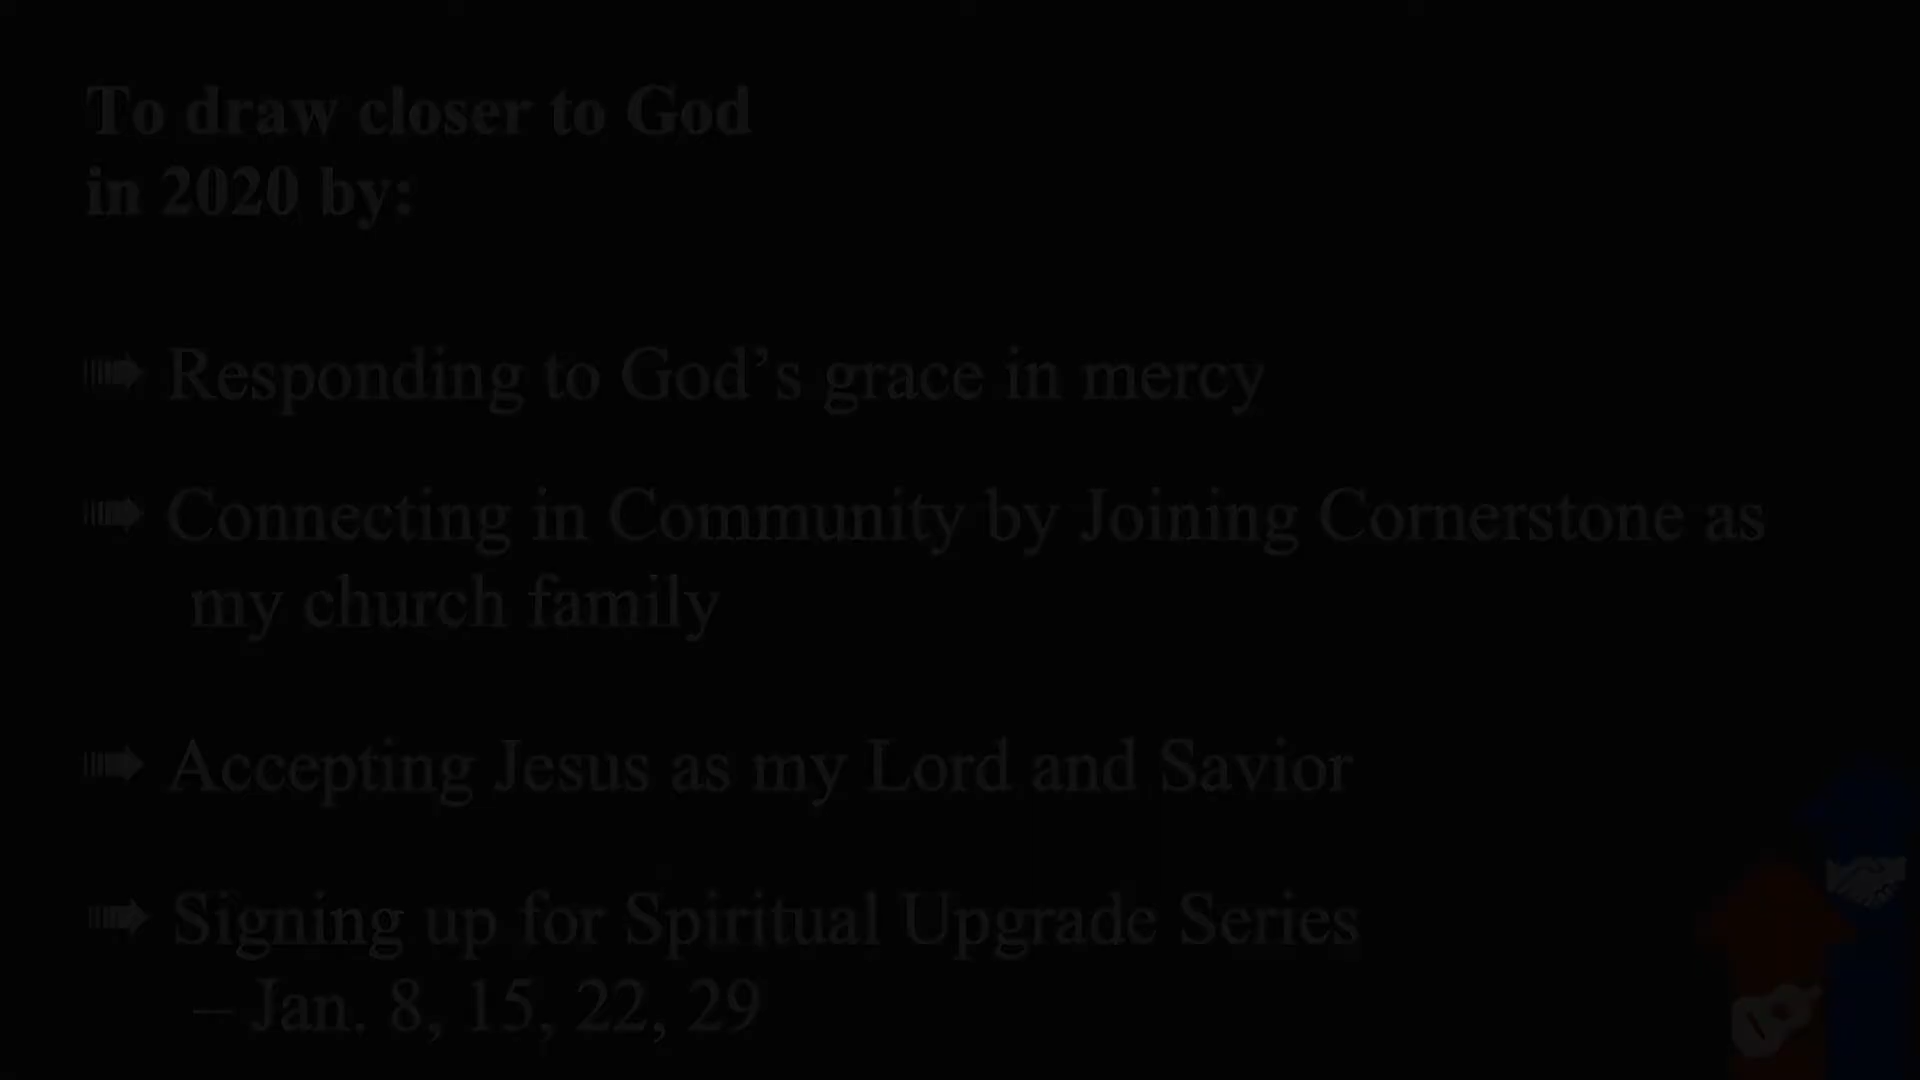 To draw closer to God
in 2020 by:
➠ Responding to God’s grace in mercy
➠ Connecting in Community by Joining Cornerstone as
my church family
➠ Accepting Jesus as my Lord and Savior
➠ Signing up for Spiritual Upgrade Series
– Jan. 8, 15, 22, 29